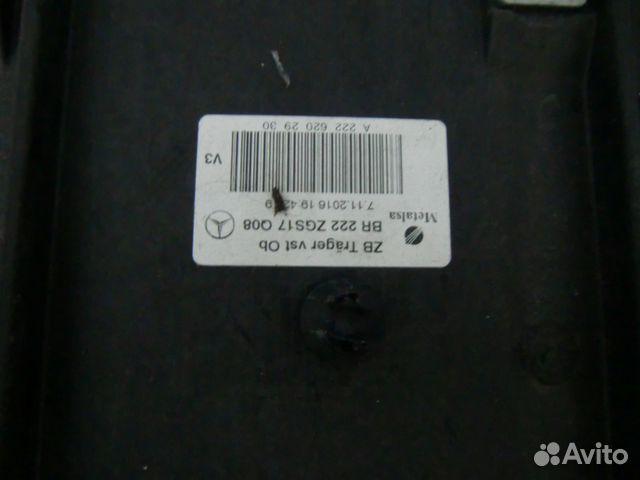 ZB Träger vst Ob
BR 222 ZGS17 Q08
Metalsa
7.11.2016 19
V3
A 222 620 29 30
Avito